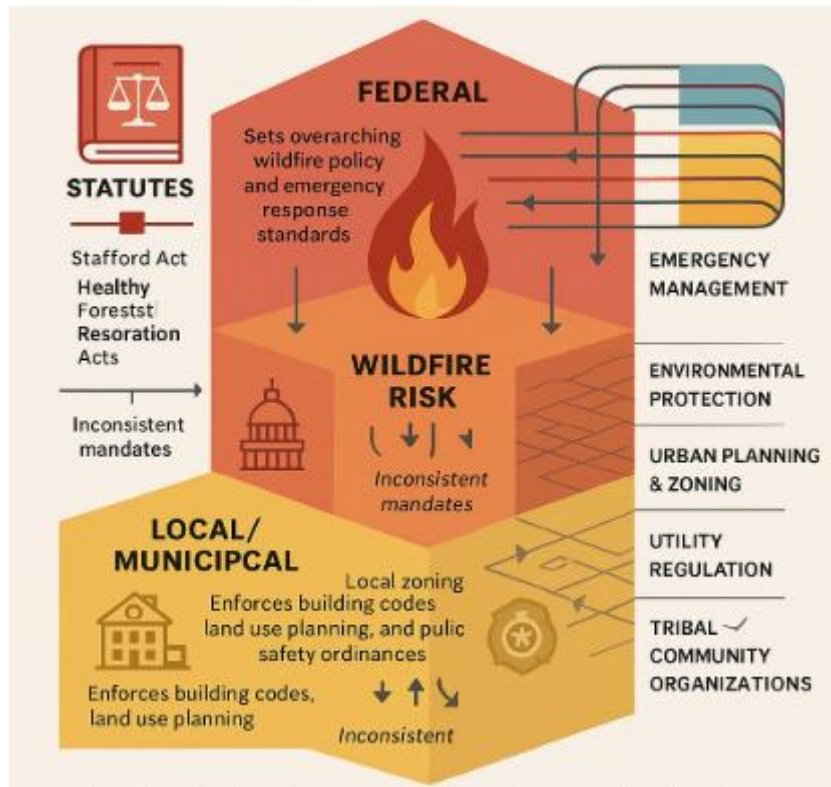 FEDERAL
Sets overarching
wildfire policy
and emergency
response
standards
STATUTES
Stafford Act
Healthy
Forestst
Resoration
Acts
Inconsistent
mandates
WILDFIRE
RISK
Inconsistent
mandates
EMERGENCY
MANAGEMENT
ENVIRONMENTAL
PROTECTION
URBAN PLANNING
& ZONING
UTILITY
REGULATION
TRIBAL
COMMUNITY
ORGANIZATIONS
LOCAL/
MUNICIPCAL
Local zoning
Enforces building codes
land use planning, and pulic
safety ordinances
Enforces building codes,
land use planning
Inconsistent